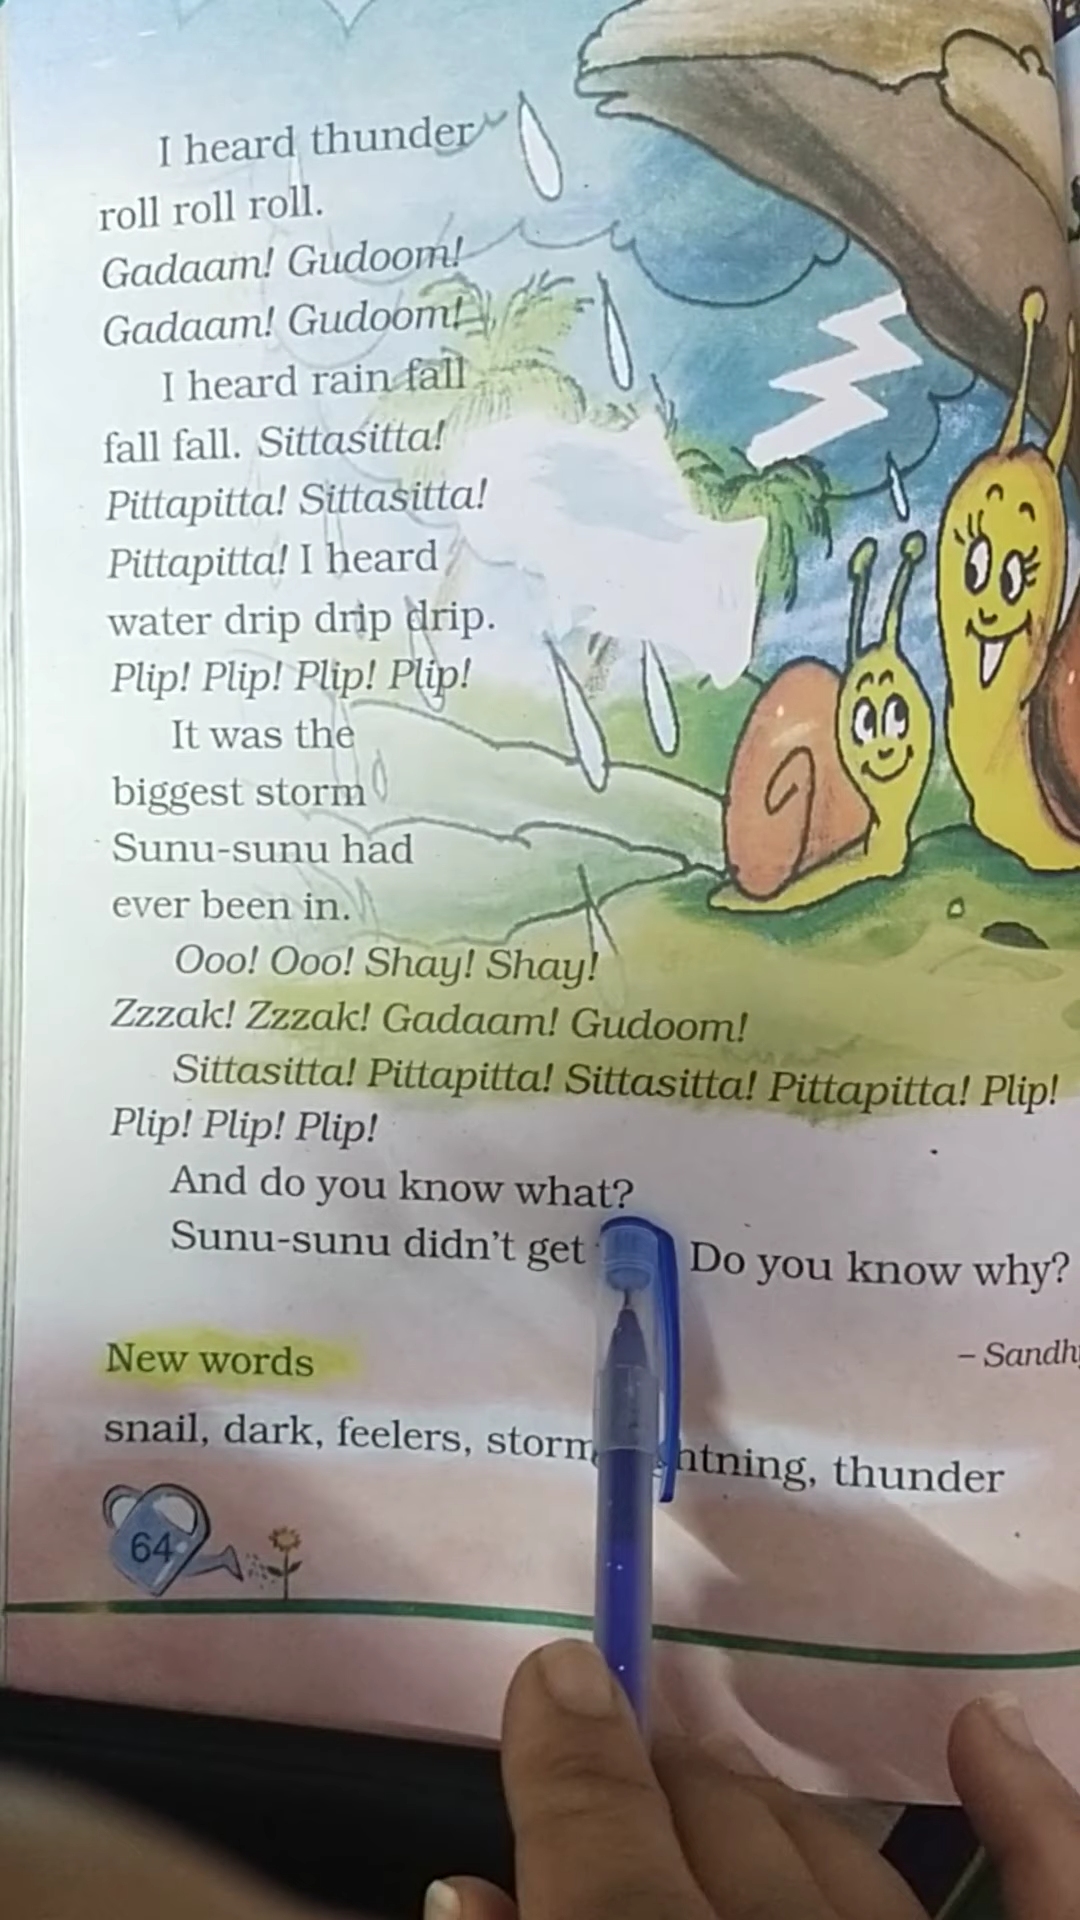 I heard thunder
roll roll roll.
Gadaam! Gudoom!
Gadaam! Gudoom!
I heard rain fall
fall fall. Sittasitta!
Pittapitta! Sittasitta!
Pittapitta! I heard
water drip drip drip.
Plip! Plip! Plip! Plip!
It was the
biggest storm
Sunu-sunu had
ever been in.
Ooo! Ooo! Shay! Shay!
Zzzak! Zzzak! Gadaam! Gudoom!
Sittasitta! Pittapitta! Sittasitta! Pittapitta! Plip!
Plip! Plip! Plip!
And do you know what?
Sunu-sunu didn't get Do you know why?
– Sandhy
New words
snail, dark, feelers, storm, htning, thunder
64